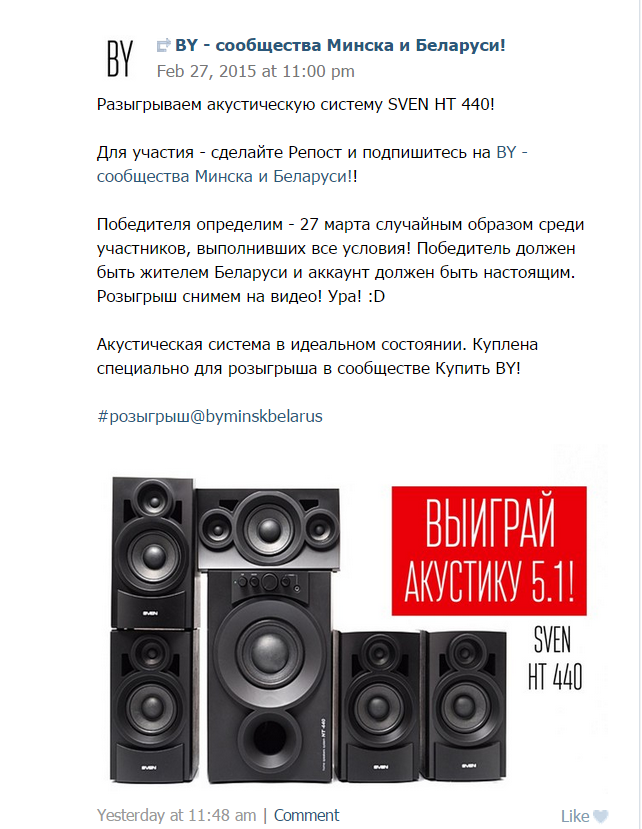 BY
BY - сообщества Минска и Беларуси!
Feb 27, 2015 at 11:00 pm
Разыгрываем акустическую систему SVEN HT 440!
Для участия - сделайте Репост и подпишитесь на BY -
сообщества Минска и Беларуси!!
Победителя определим - 27 марта случайным образом среди
участников, выполнивших все условия! Победитель должен
быть жителем Беларуси и аккаунт должен быть настоящим.
Розыгрыш снимем на видео! Ура! :D
Акустическая система в идеальном состоянии. Куплена
специально для розыгрыша в сообществе Купить BY!
#розыгрыш@byminskbelarus
ВЫИГРАЙ
АКУСТИКУ 5.1!
SVEN
HT 440
SVEN
SVEN
SVEN
SVEN
HT 440
Yesterday at 11:48 am | Comment
Like